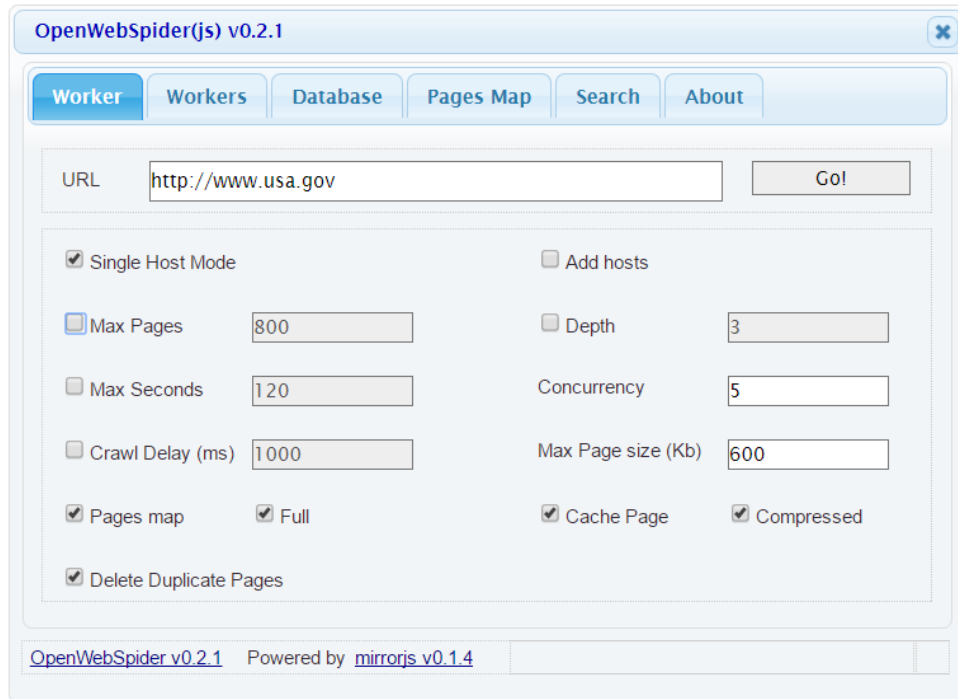 OpenWebSpider(js) v0.2.1
Worker Workers Database Pages Map Search About
URL http://www.usa.gov Go!
Single Host Mode Add hosts
Max Pages 800 Depth 3
Max Seconds 120 Concurrency 5
Crawl Delay (ms) 1000 Max Page size (Kb) 600
Pages map Full Cache Page Compressed
Delete Duplicate Pages
OpenWebSpider v0.2.1 Powered by mirrorjs v0.1.4